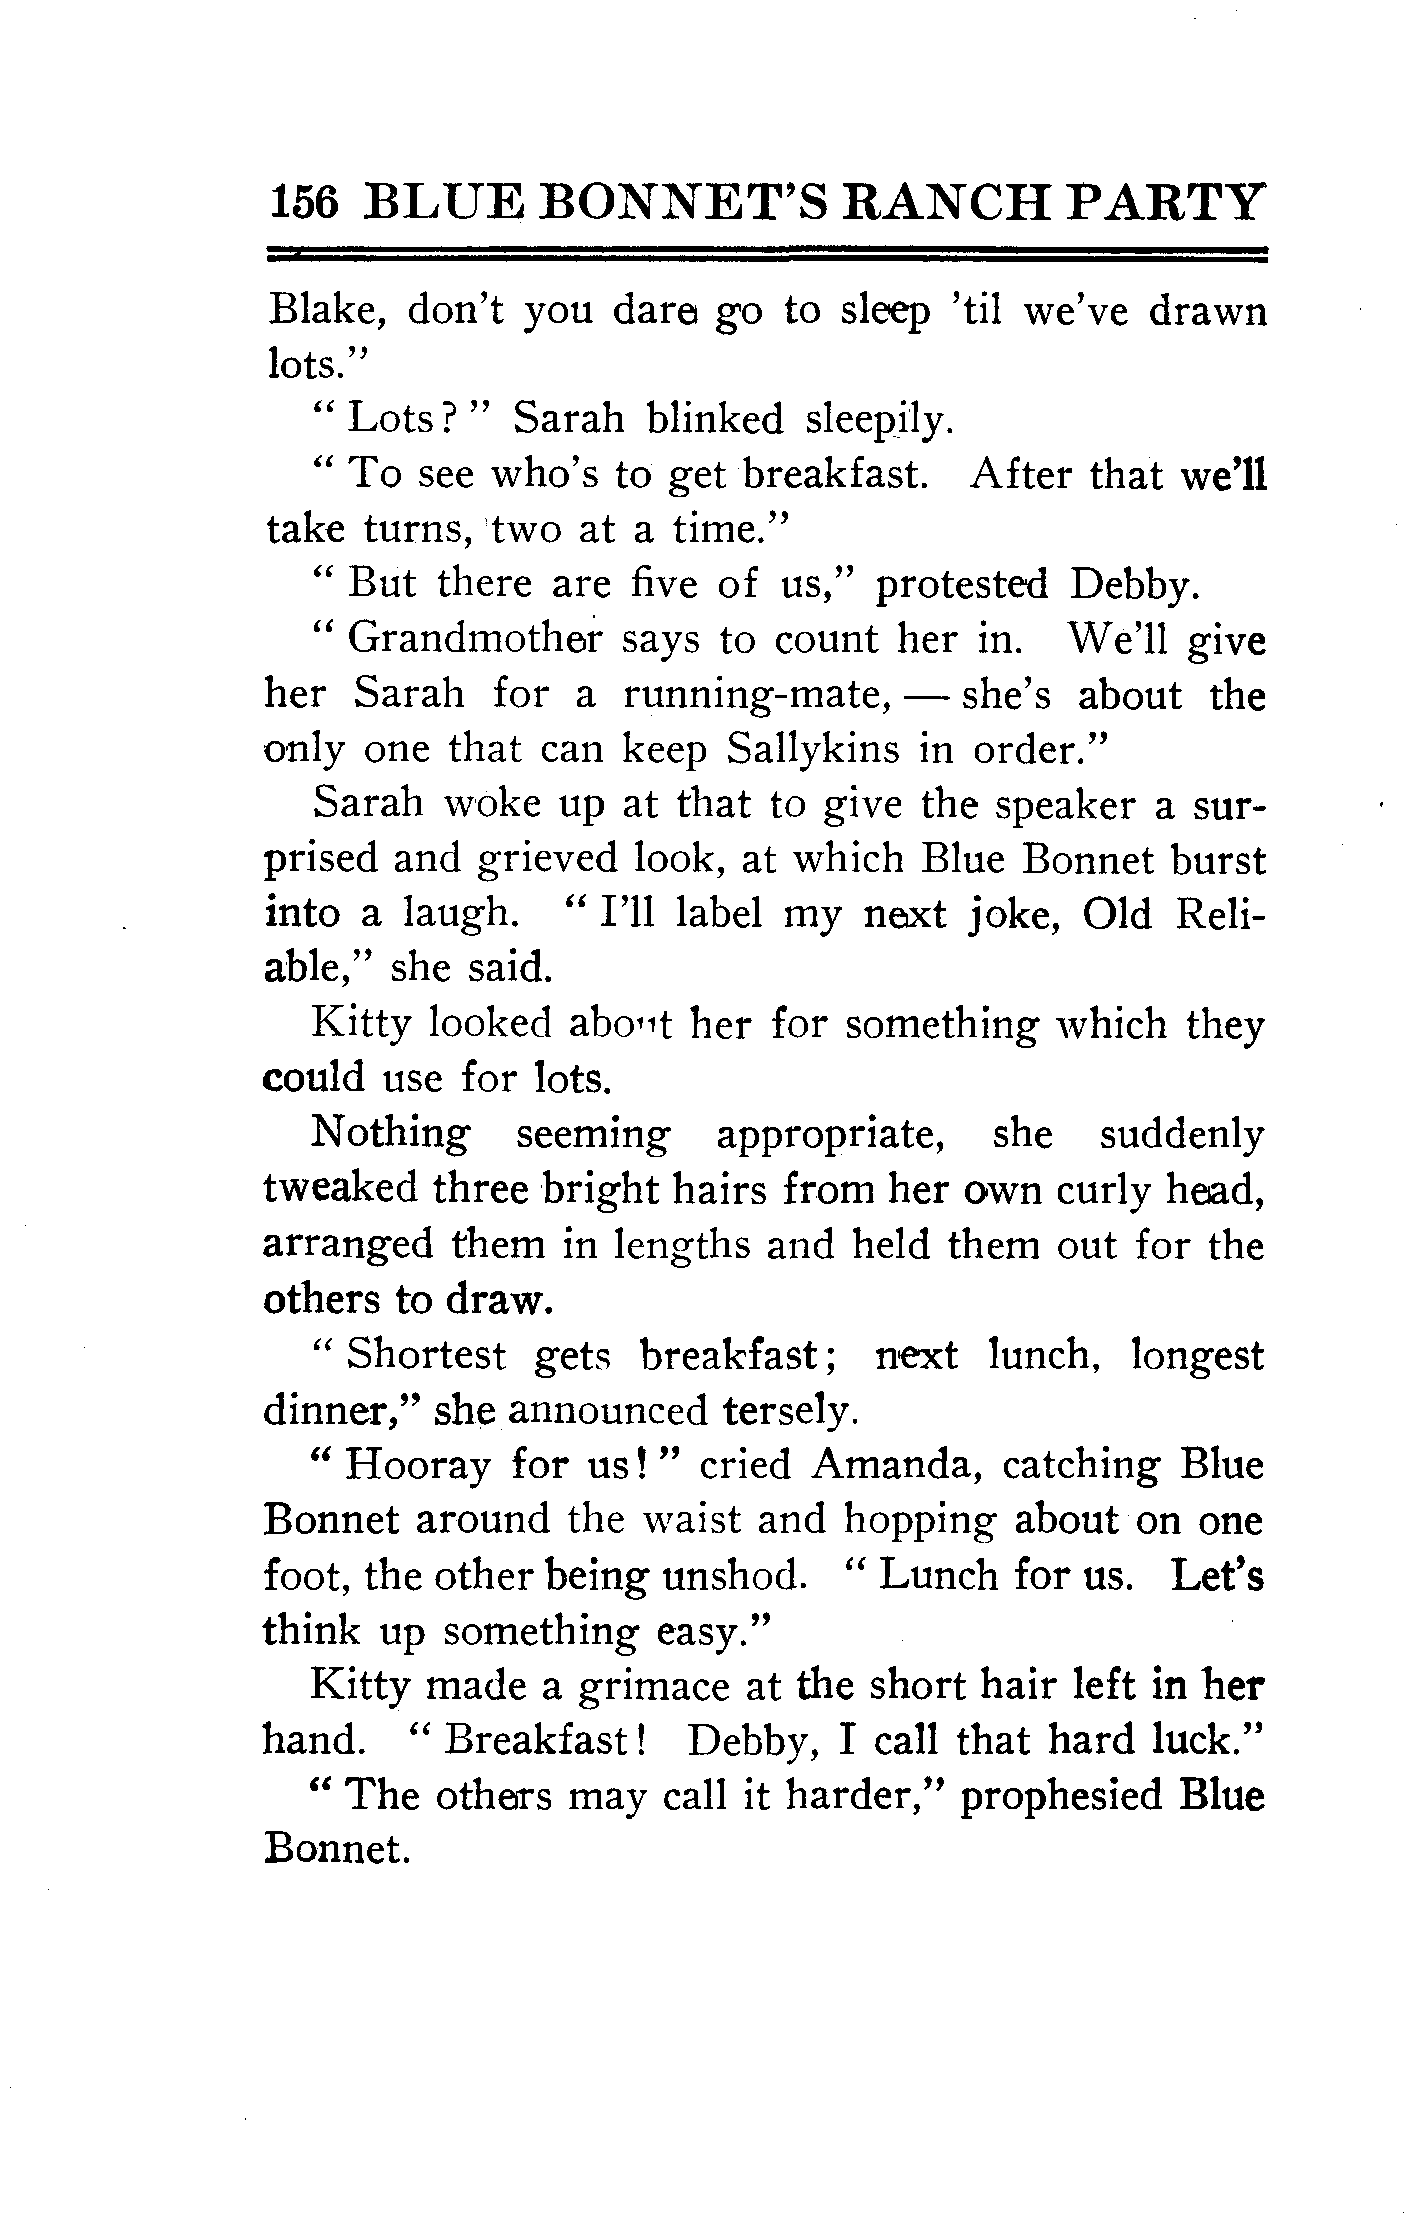 156 BLUE BONNET'S RANCH PARTY
Blake, don't you dare go to sleep 'til we've drawn
lots."
" Lots? " Sarah blinked sleepily.
" To see who's to get breakfast. After that we'll
take turns, two at a time."
" But there are five of us," protested Debby.
" Grandmother says to count her in. We'll give
her Sarah for a running-mate, — she's about the
only one that can keep Sallykins in order."
Sarah woke up at that to give the speaker a sur-
prised and grieved look, at which Blue Bonnet burst
into a laugh. " I'll label my next joke, Old Reli-
able," she said.
Kitty looked about her for something which they
could use for lots.
Nothing seeming appropriate, she suddenly
tweaked three bright hairs from her own curly head,
arranged them in lengths and held them out for the
others to draw.
" Shortest gets breakfast; next lunch, longest
dinner," she announced tersely.
" Hooray for us! " cried Amanda, catching Blue
Bonnet around the waist and hopping about on one
foot, the other being unshod. " Lunch for us. Let's
think up something easy."
Kitty made a grimace at the short hair left in her
hand. " Breakfast! Debby, I call that hard luck."
" The others may call it harder," prophesied Blue
Bonnet.